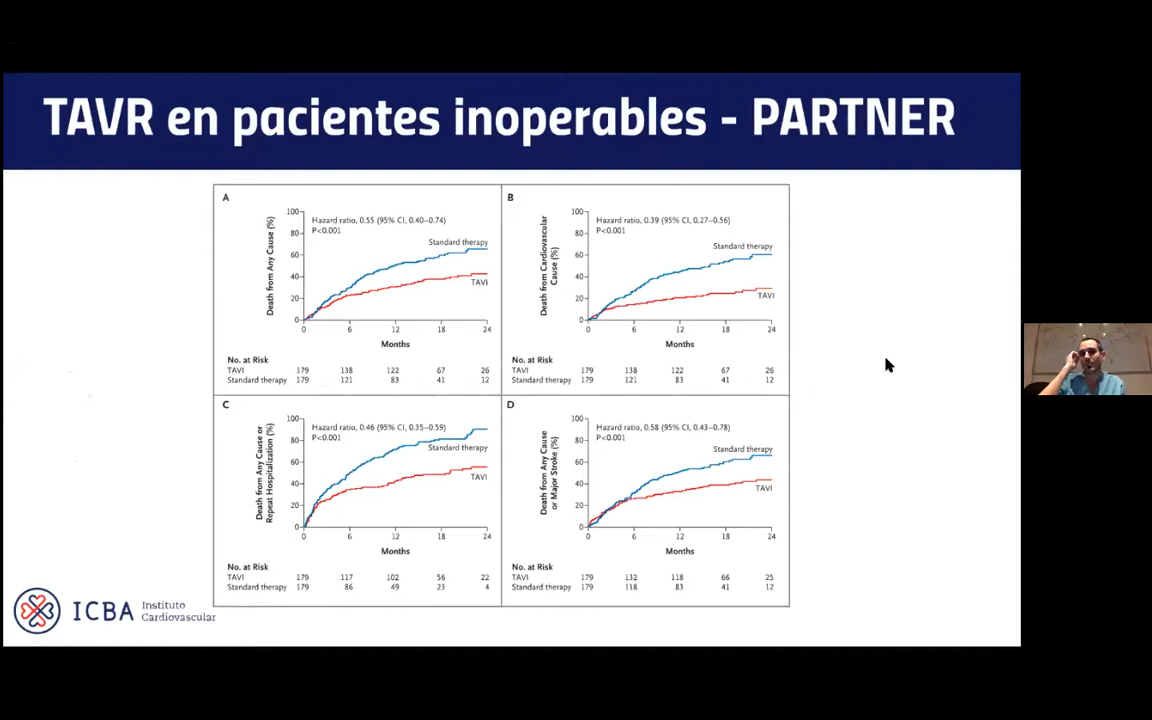 TAVR en pacientes inoperables - PARTNER
A
Death from Any Cause (%)
100
80
60
40
20
0
Hazard ratio, 0.55 (95% CI, 0.40–0.74)
P<0.001
Standard therapy
TAVI
0 6 12 18 24
Months
No. at Risk
TAVI 179 138 122 67 26
Standard therapy 179 121 83 41 12
B
Death from Cardiovascular
Cause (%)
100
80
60
40
20
0
Hazard ratio, 0.39 (95% CI, 0.27–0.56)
P<0.001
Standard therapy
TAVI
0 6 12 18 24
Months
No. at Risk
TAVI 179 138 122 67 26
Standard therapy 179 121 83 41 12
C
Death from Any Cause or
Repeat Hospitalization (%)
100
80
60
40
20
0
Hazard ratio, 0.46 (95% CI, 0.35–0.59)
P<0.001
Standard therapy
TAVI
0 6 12 18 24
Months
No. at Risk
TAVI 179 117 102 56 22
Standard therapy 179 86 49 23 4
D
Death from Any Cause
or Major Stroke (%)
100
80
60
40
20
0
Hazard ratio, 0.58 (95% CI, 0.43–0.78)
P<0.001
Standard therapy
TAVI
0 6 12 18 24
Months
No. at Risk
TAVI 179 132 118 66 25
Standard therapy 179 118 83 41 12
ICBA
Instituto
Cardiovascular